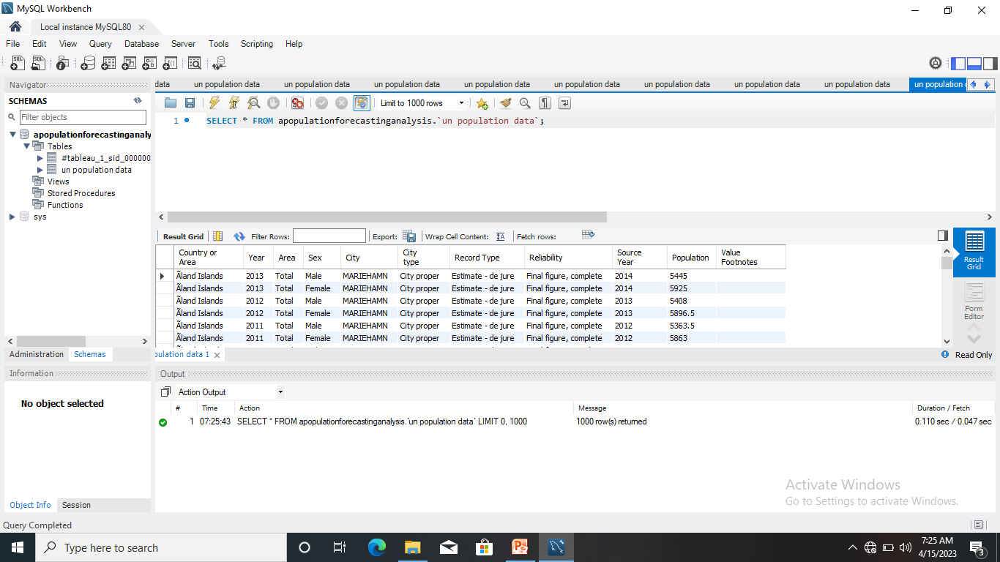 MySQL Workbench
Local instance MySQL80
File Edit View Query Database Server Tools Scripting Help
Navigator
SCHEMAS
Filter objects
apopulationforecastinganaly
Tables
#tableau_1_sid_000000
un population data
Views
Stored Procedures
Functions
sys
Administration Schemas
Information
No object selected
Object Info Session
data un population data un population data un population data un population data un population data un population data un population data un population data un population
Limit to 1000 rows
1 SELECT * FROM apopulationforecastinganalysis.`un population data`;
Result Grid Filter Rows: Export: Wrap Cell Content: Fetch rows:
Country or Area Year Area Sex City City type Record Type Reliability Source Year Population Value Footnotes
Ãland Islands 2013 Total Male MARIEHAMN City proper Estimate - de jure Final figure, complete 2014 5445
Ãland Islands 2013 Total Female MARIEHAMN City proper Estimate - de jure Final figure, complete 2014 5925
Ãland Islands 2012 Total Male MARIEHAMN City proper Estimate - de jure Final figure, complete 2013 5408
Ãland Islands 2012 Total Female MARIEHAMN City proper Estimate - de jure Final figure, complete 2013 5896.5
Ãland Islands 2011 Total Male MARIEHAMN City proper Estimate - de jure Final figure, complete 2012 5363.5
Ãland Islands 2011 Total Female MARIEHAMN City proper Estimate - de jure Final figure, complete 2012 5863
Result Grid
Form Editor
pulation data 1
Read Only
Output
Action Output
# Time Action Message Duration / Fetch
1 07:25:43 SELECT * FROM apopulationforecastinganalysis.`un population data` LIMIT 0, 1000 1000 row(s) returned 0.110 sec / 0.047 sec
Activate Windows
Go to Settings to activate Windows.
Query Completed
Type here to search
7:25 AM
4/15/2023
3